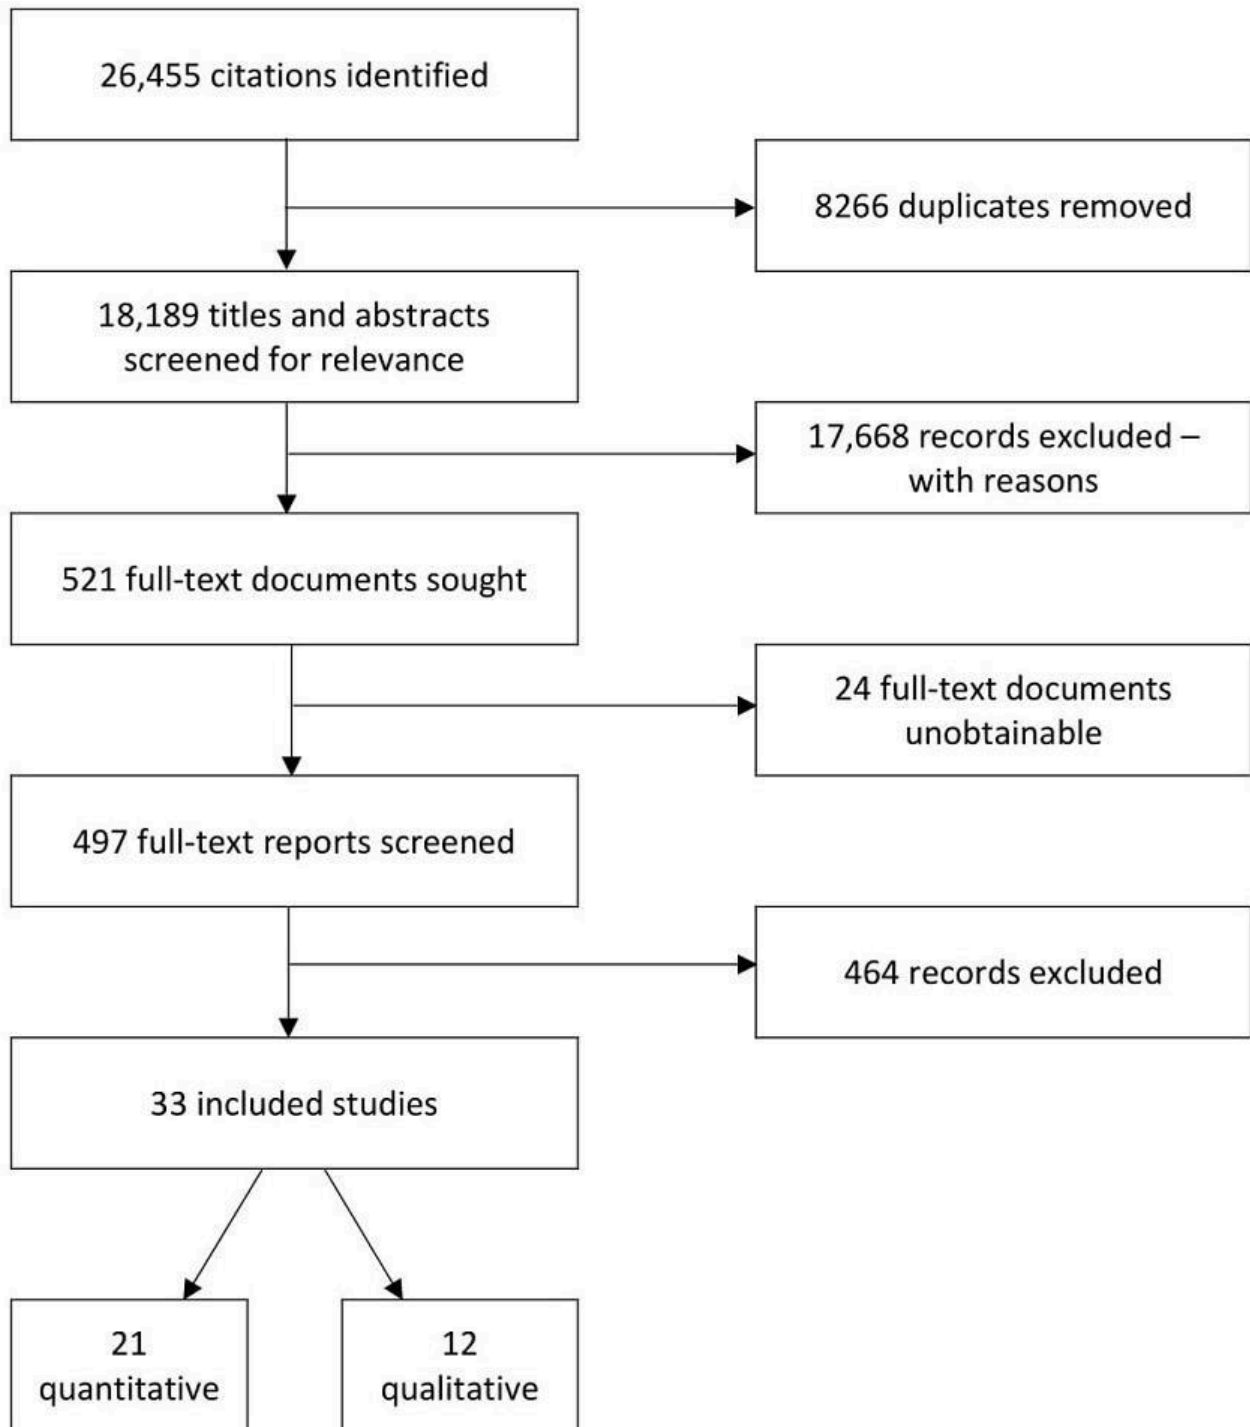 26,455 citations identified
8266 duplicates removed
18,189 titles and abstracts
screened for relevance
17,668 records excluded –
with reasons
521 full-text documents sought
24 full-text documents
unobtainable
497 full-text reports screened
464 records excluded
33 included studies
21
quantitative
12
qualitative